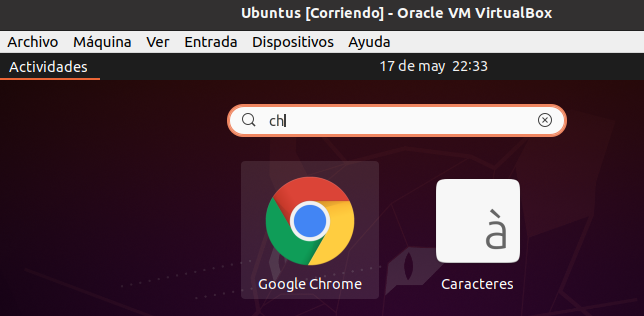 Ubuntus [Corriendo] - Oracle VM VirtualBox
Archivo Máquina Ver Entrada Dispositivos Ayuda
Actividades 17 de may 22:33
ch
à
Google Chrome Caracteres